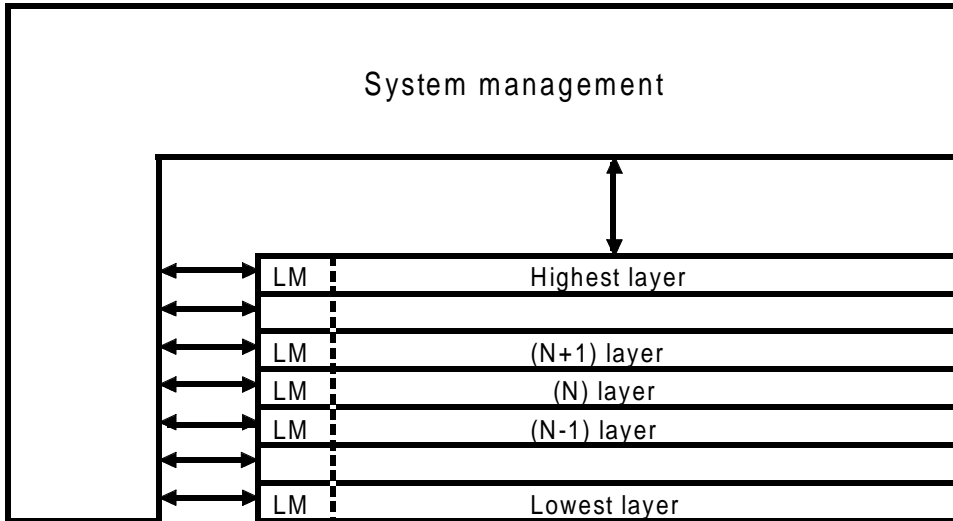 System management
LM Highest layer
LM (N+1) layer
LM (N) layer
LM (N-1) layer
LM Lowest layer